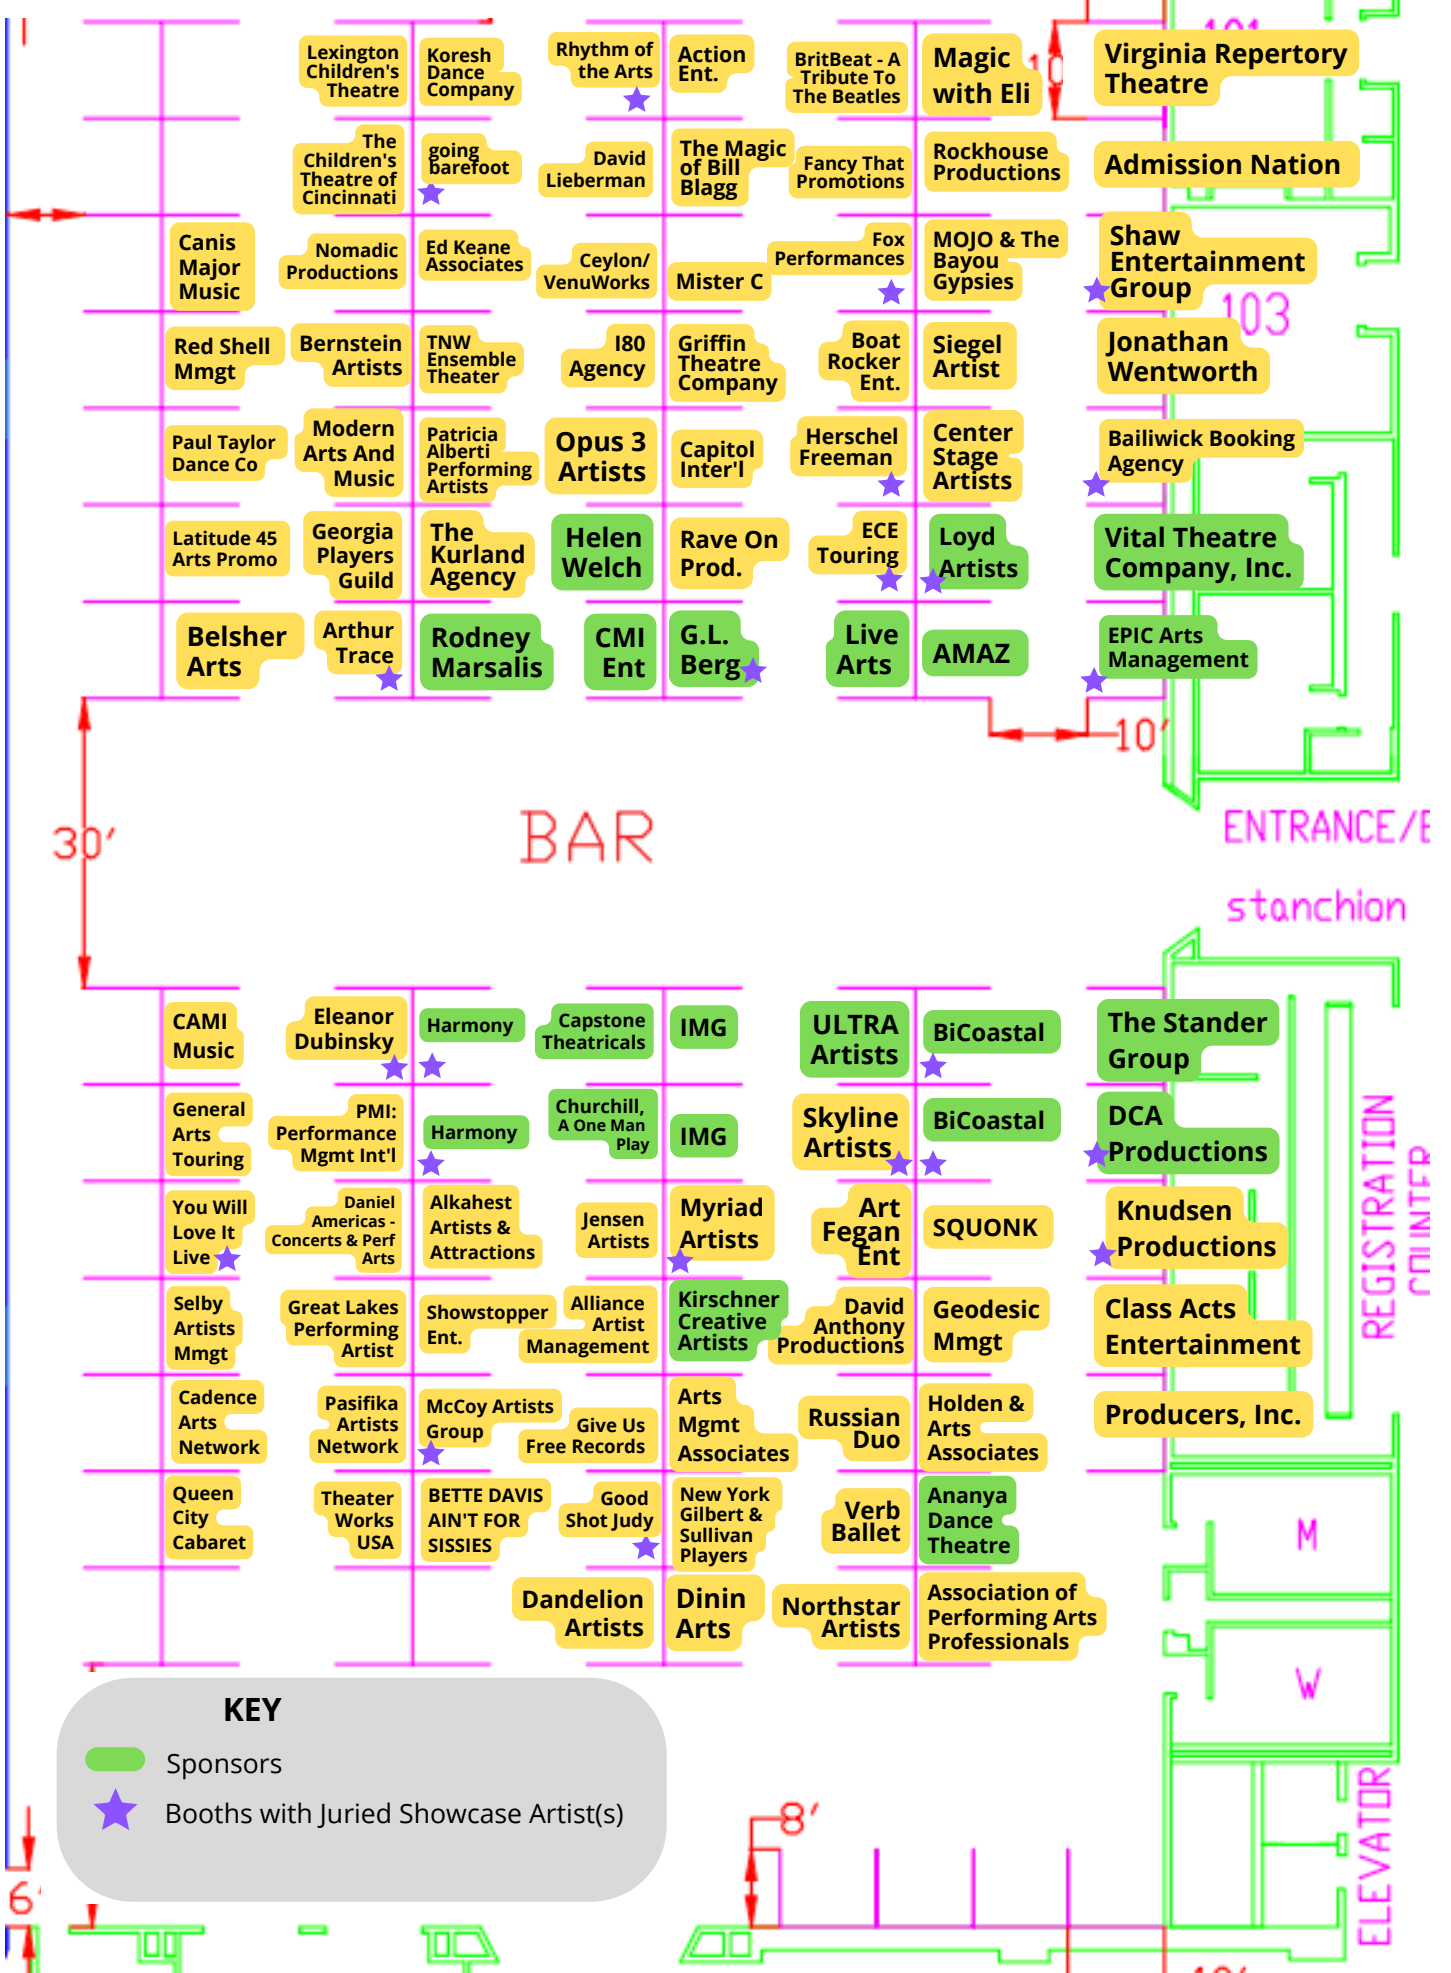 Lexington
Children's
Theatre
Koresh
Dance
Company
Rhythm of
the Arts
Action
Ent.
BritBeat - A
Tribute To
The Beatles
Magic
with Eli
10
Virginia Repertory
Theatre
The
Children's
Theatre of
Cincinnati
going
barefoot
David
Lieberman
The Magic
of Bill
Blagg
Fancy That
Promotions
Rockhouse
Productions
Admission Nation
Canis
Major
Music
Nomadic
Productions
Ed Keane
Associates
Ceylon/
VenuWorks
Mister C
Fox
Performances
MOJO & The
Bayou
Gypsies
Shaw
Entertainment
Group
103
Red Shell
Mmgt
Bernstein
Artists
TNW
Ensemble
Theater
I80
Agency
Griffin
Theatre
Company
Boat
Rocker
Ent.
Siegel
Artist
Jonathan
Wentworth
Paul Taylor
Dance Co
Modern
Arts And
Music
Patricia
Alberti
Performing
Artists
Opus 3
Artists
Capitol
Inter'l
Herschel
Freeman
Center
Stage
Artists
Bailiwick Booking
Agency
Latitude 45
Arts Promo
Georgia
Players
Guild
The
Kurland
Agency
Helen
Welch
Rave On
Prod.
ECE
Touring
Loyd
Artists
Vital Theatre
Company, Inc.
Belsher
Arts
Arthur
Trace
Rodney
Marsalis
CMI
Ent
G.L.
Berg
Live
Arts
AMAZ
EPIC Arts
Management
10'
30'
BAR
ENTRANCE/E
stanchion
CAMI
Music
Eleanor
Dubinsky
Harmony
Capstone
Theatricals
IMG
ULTRA
Artists
BiCoastal
The Stander
Group
General
Arts
Touring
PMI:
Performance
Mgmt Int'l
Harmony
Churchill,
A One Man
Play
IMG
Skyline
Artists
BiCoastal
DCA
Productions
REGISTRATION
COUNTER
You Will
Love It
Live
Daniel
Americas -
Concerts & Perf
Arts
Alkahest
Artists &
Attractions
Jensen
Artists
Myriad
Artists
Art
Fegan
Ent
SQUONK
Knudsen
Productions
Selby
Artists
Mmgt
Great Lakes
Performing
Artist
Showstopper
Ent.
Alliance
Artist
Management
Kirschner
Creative
Artists
David
Anthony
Productions
Geodesic
Mmgt
Class Acts
Entertainment
Cadence
Arts
Network
Pasifika
Artists
Network
McCoy Artists
Group
Give Us
Free Records
Arts
Mgmt
Associates
Russian
Duo
Holden &
Arts
Associates
Producers, Inc.
Queen
City
Cabaret
Theater
Works
USA
BETTE DAVIS
AIN'T FOR
SISSIES
Good
Shot Judy
New York
Gilbert &
Sullivan
Players
Verb
Ballet
Ananya
Dance
Theatre
M
Dandelion
Artists
Dinin
Arts
Northstar
Artists
Association of
Performing Arts
Professionals
W
KEY
Sponsors
Booths with Juried Showcase Artist(s)
8'
6'
ELEVATOR